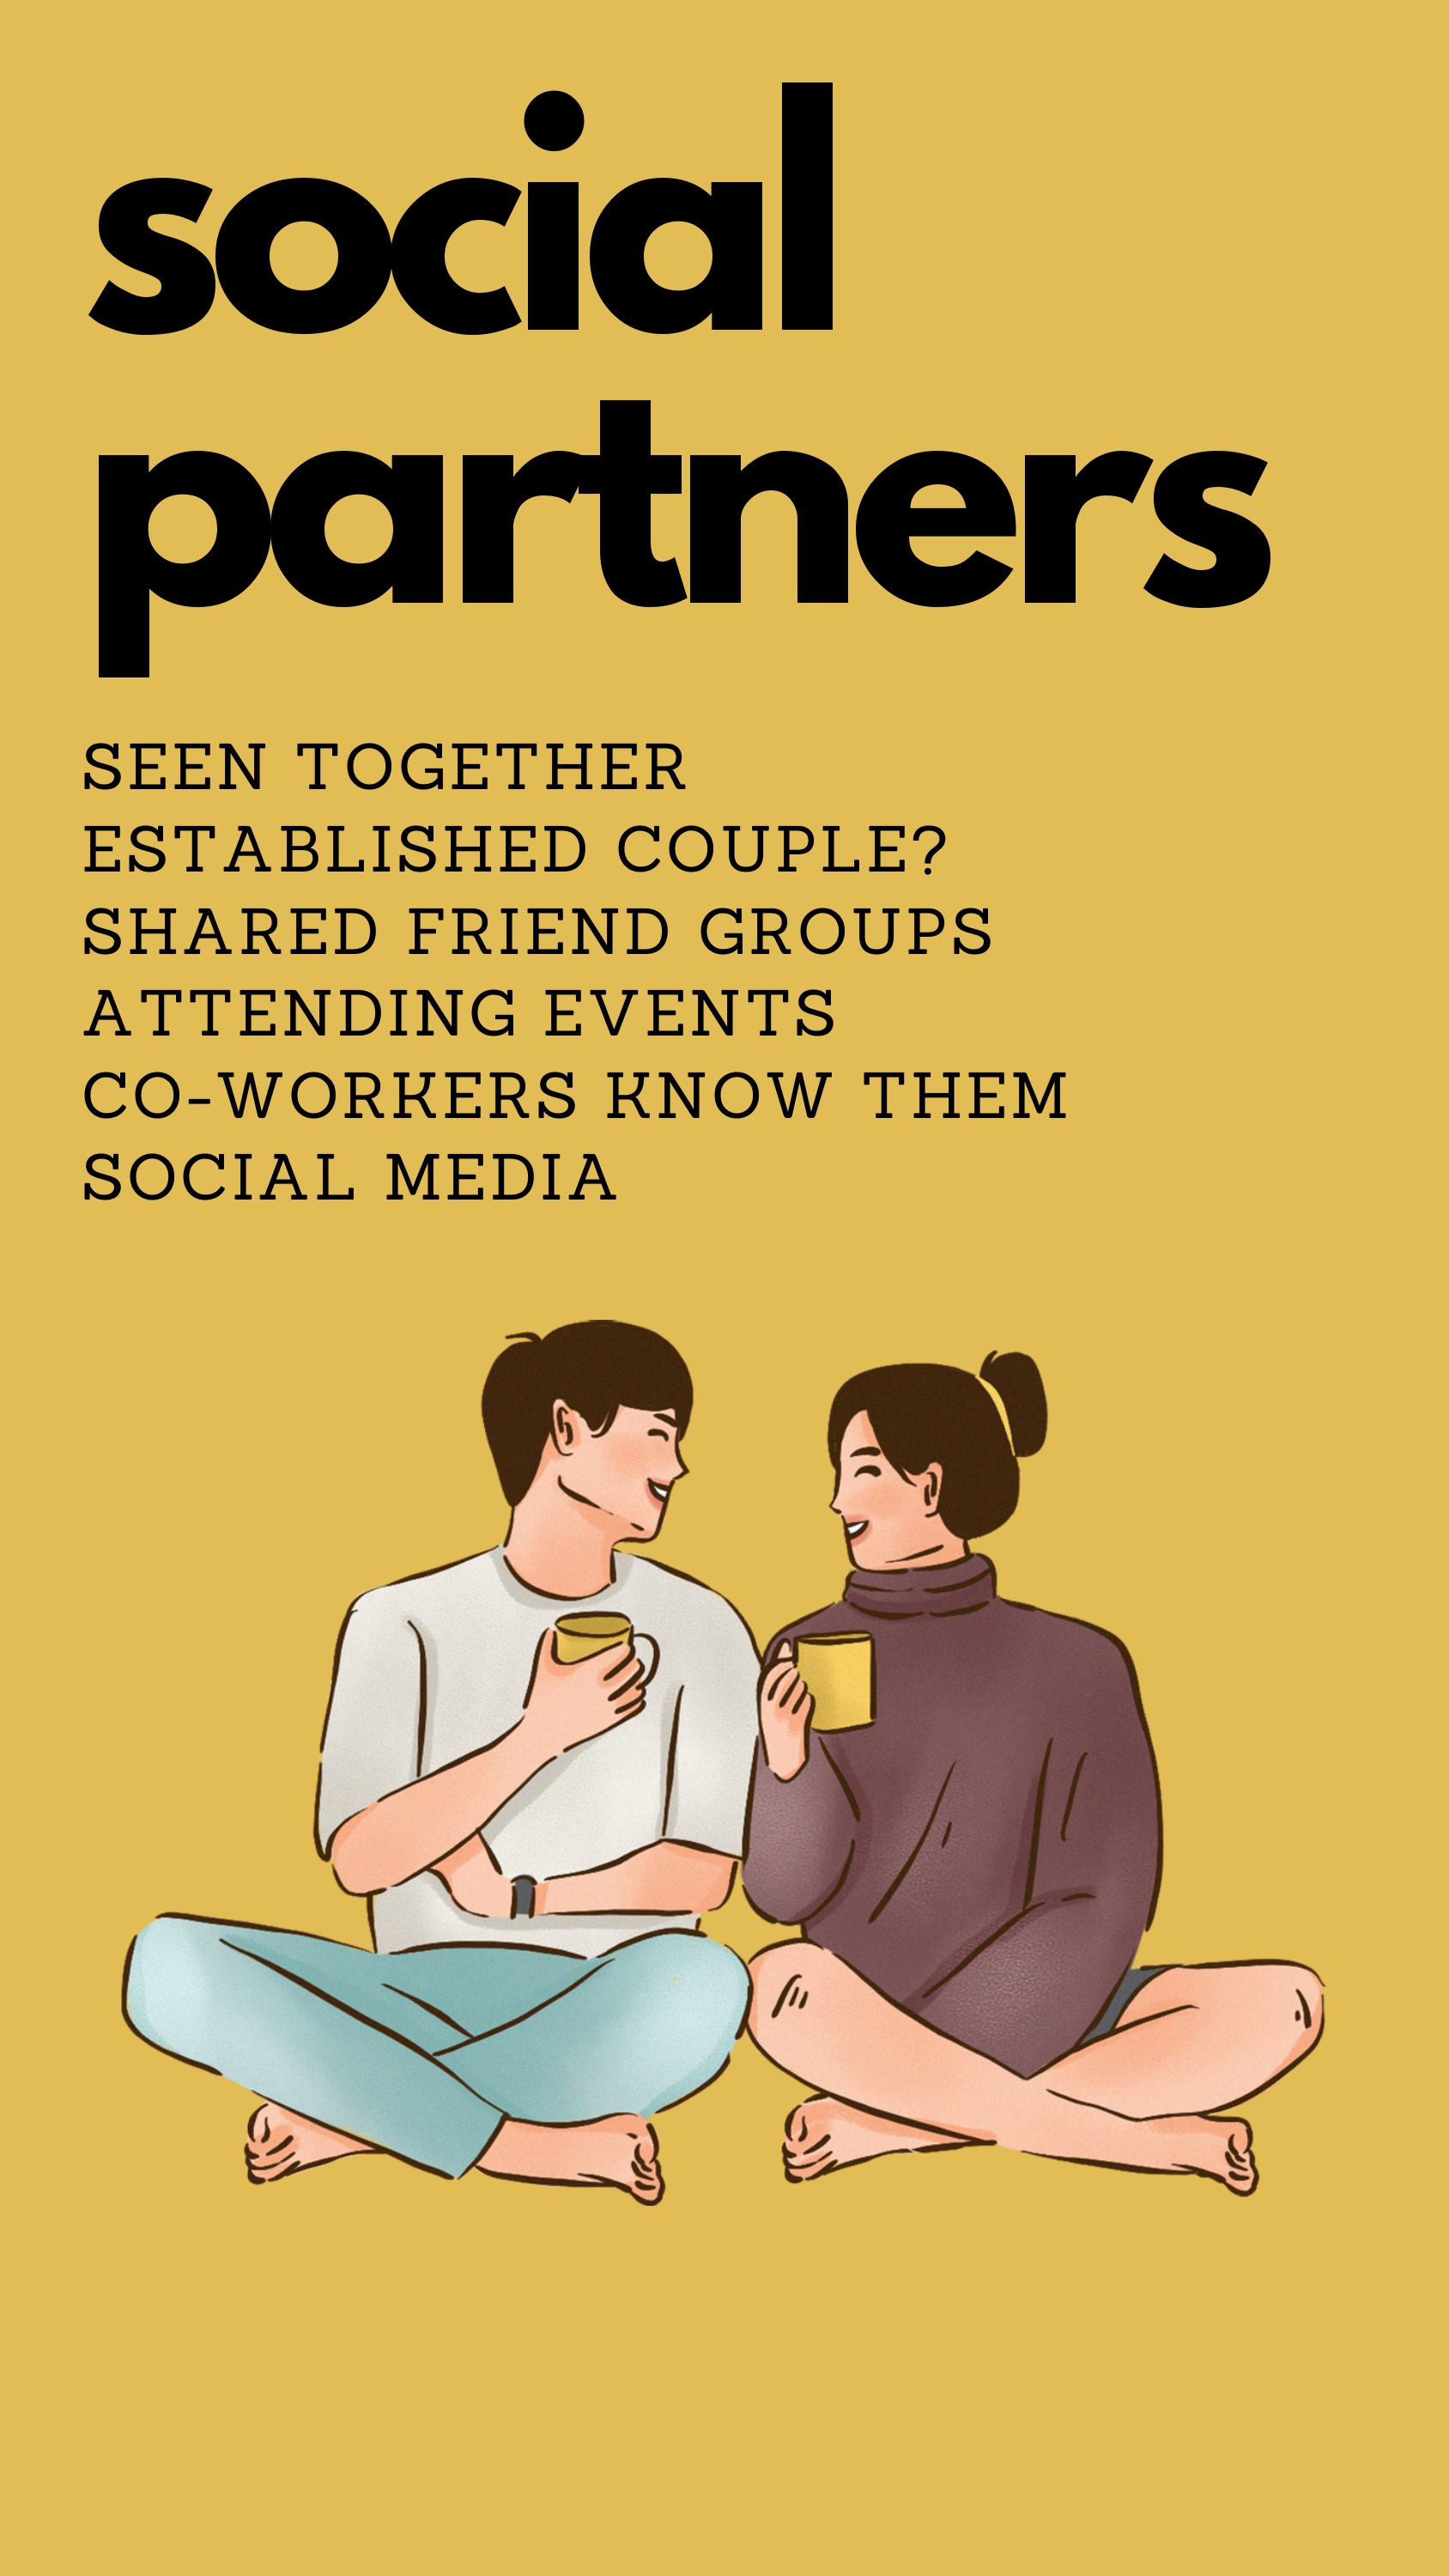 social
partners
SEEN TOGETHER
ESTABLISHED COUPLE?
SHARED FRIEND GROUPS
ATTENDING EVENTS
CO-WORKERS KNOW THEM
SOCIAL MEDIA